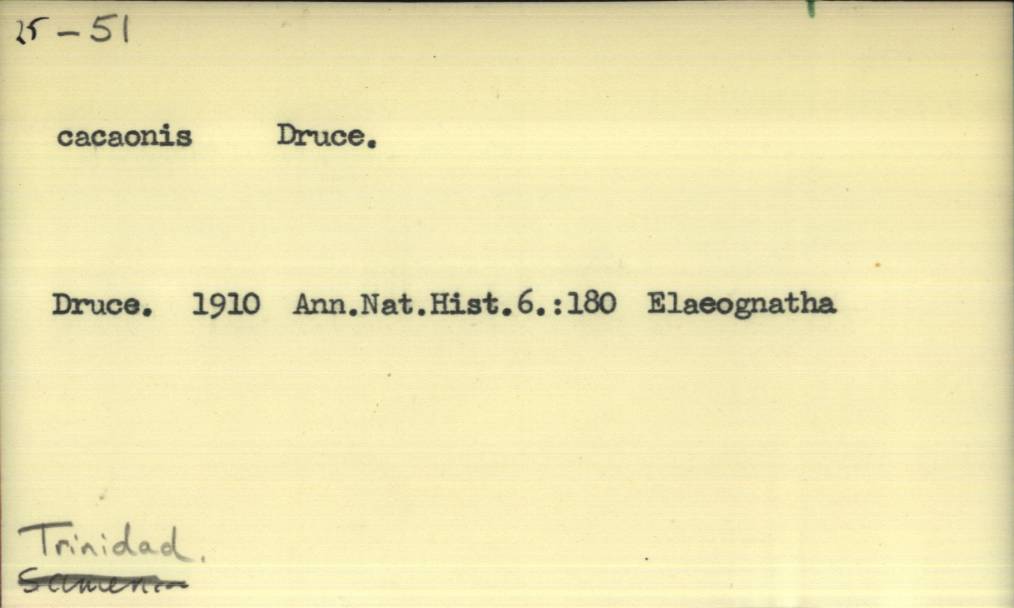 25-51
cacaonis Druce.
Druce. 1910 Ann.Nat.Hist.6.:180 Elaeognatha
Trinidad.